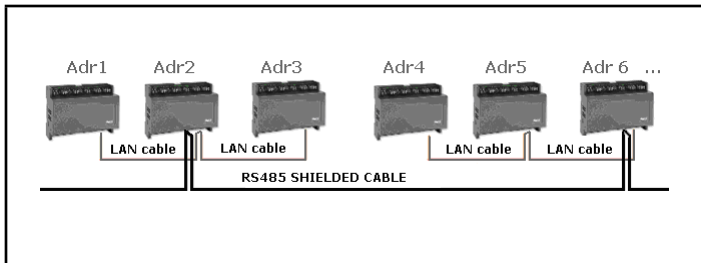 Adr1 Adr2 Adr3 Adr4 Adr5 Adr 6 ...
LAN cable LAN cable LAN cable LAN cable
RS485 SHIELDED CABLE